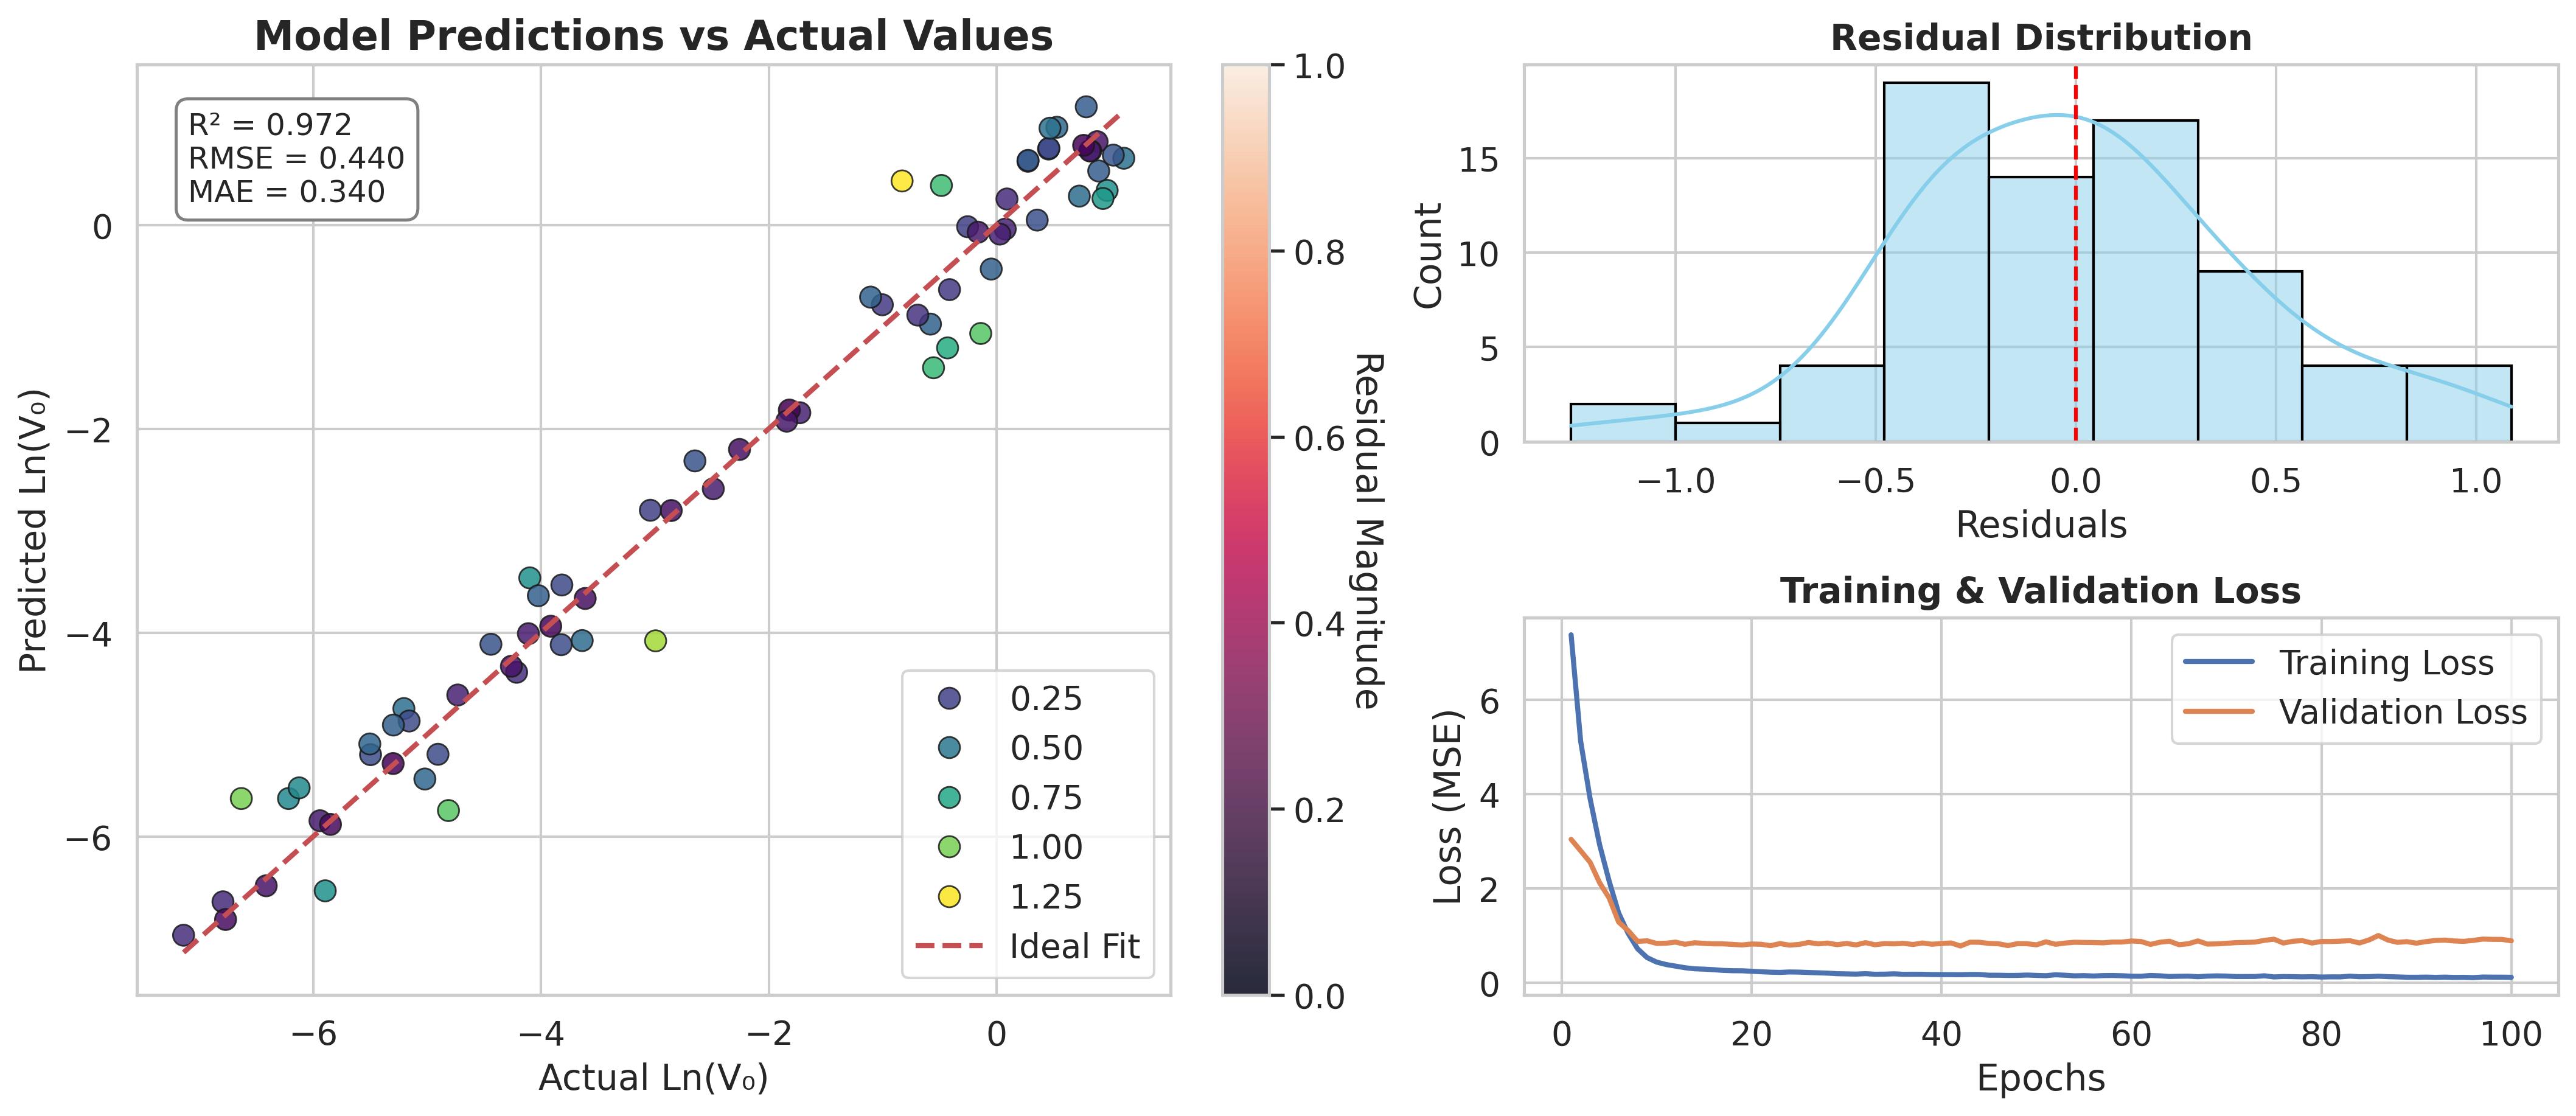 Model Predictions vs Actual Values
R² = 0.972
RMSE = 0.440
MAE = 0.340
0
−2
−4
−6
Predicted Ln(V₀)
−6
−4
−2
0
Actual Ln(V₀)
0.25
0.50
0.75
1.00
1.25
Ideal Fit
1.0
0.8
0.6
0.4
0.2
0.0
Residual Magnitude
Residual Distribution
15
10
5
0
Count
−1.0
−0.5
0.0
0.5
1.0
Residuals
Training & Validation Loss
Training Loss
Validation Loss
6
4
2
0
Loss (MSE)
0
20
40
60
80
100
Epochs